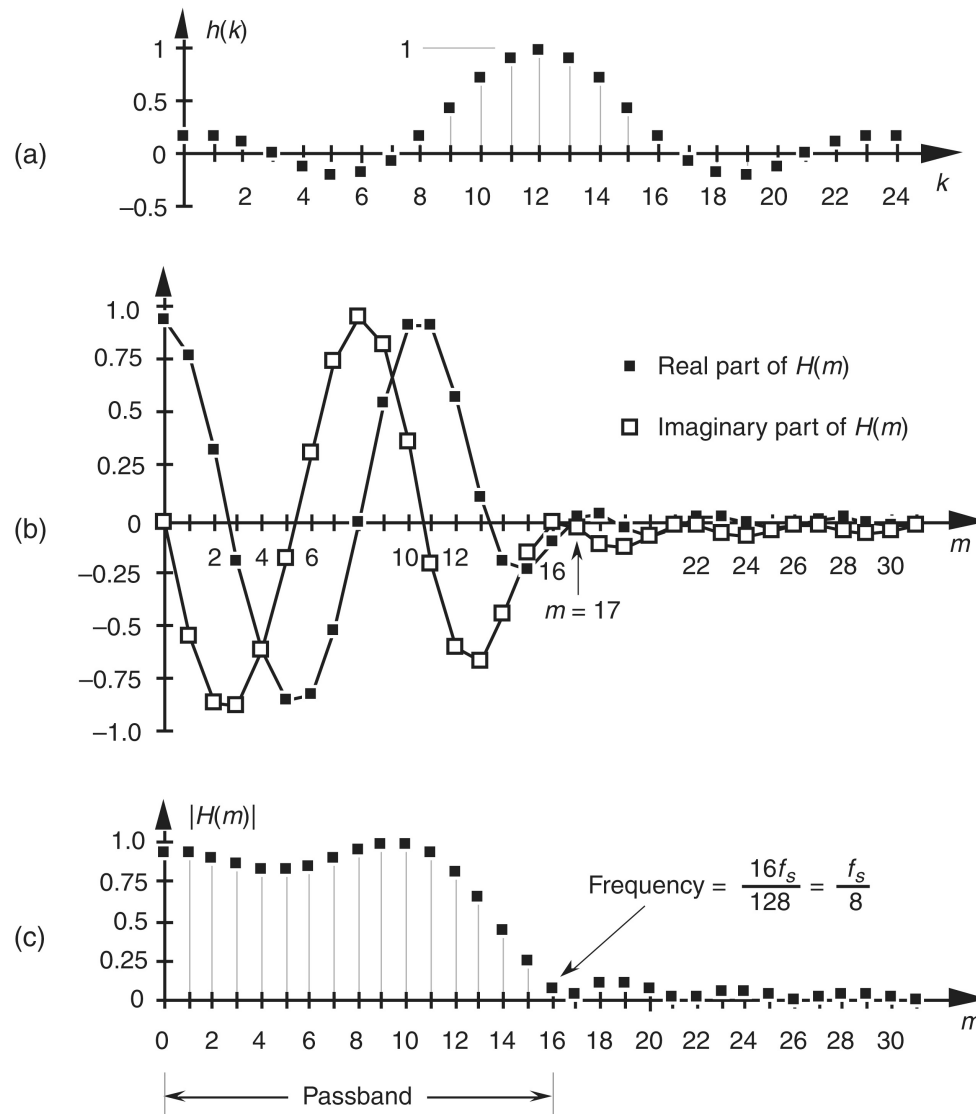 (a)
h(k)
1
0.5
0
–0.5
1
2 4 6 8 10 12 14 16 18 20 22 24
k
(b)
1.0
0.75
0.5
0.25
0
–0.25
–0.5
–0.75
–1.0
Real part of H(m)
Imaginary part of H(m)
2 4 6 10 12 16 22 24 26 28 30
m
m = 17
(c)
|H(m)|
1.0
0.75
0.5
0.25
0
Frequency = 16fs/128 = fs/8
0 2 4 6 8 10 12 14 16 18 20 22 24 26 28 30
m
Passband